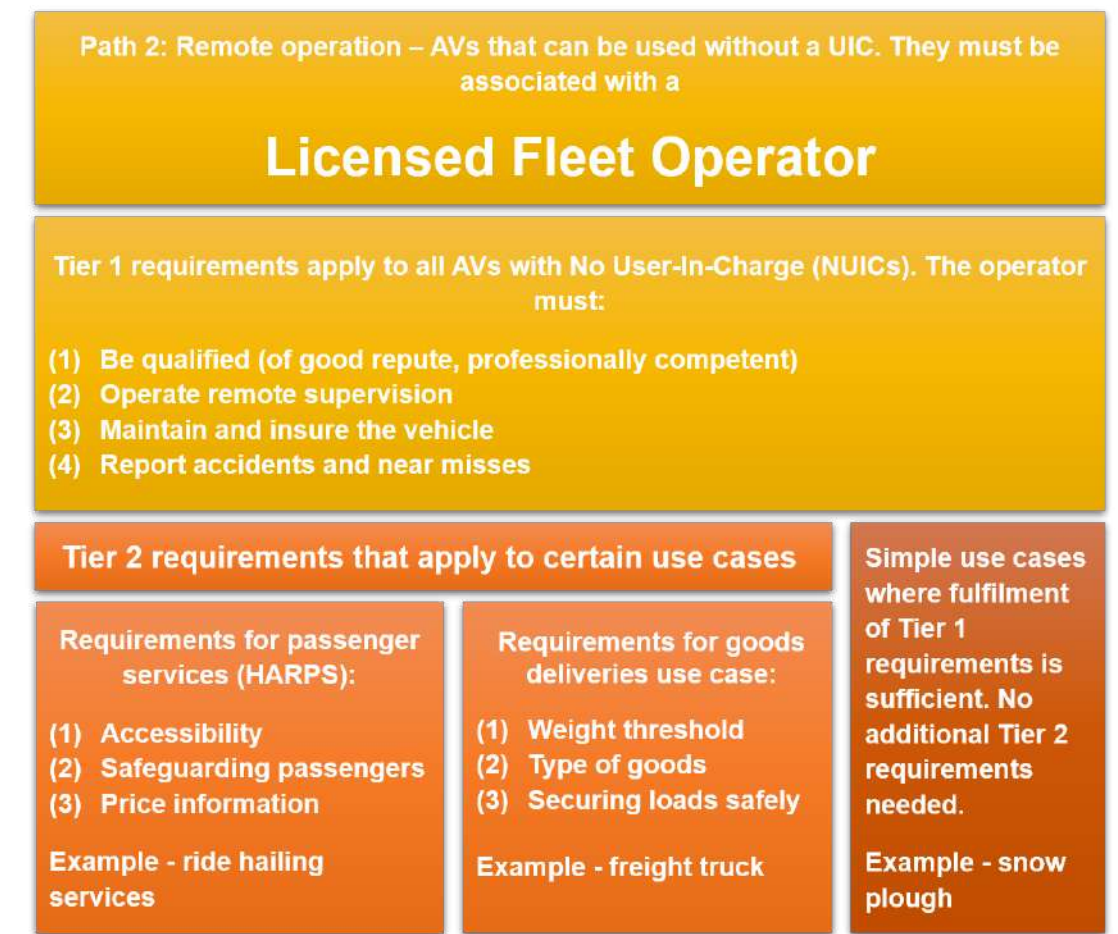 Path 2: Remote operation – AVs that can be used without a UIC. They must be
associated with a
Licensed Fleet Operator
Tier 1 requirements apply to all AVs with No User-In-Charge (NUICs). The operator
must:
(1) Be qualified (of good repute, professionally competent)
(2) Operate remote supervision
(3) Maintain and insure the vehicle
(4) Report accidents and near misses
Tier 2 requirements that apply to certain use cases
Requirements for passenger
services (HARPS):
(1) Accessibility
(2) Safeguarding passengers
(3) Price information
Example - ride hailing
services
Requirements for goods
deliveries use case:
(1) Weight threshold
(2) Type of goods
(3) Securing loads safely
Example - freight truck
Simple use cases
where fulfilment
of Tier 1
requirements is
sufficient. No
additional Tier 2
requirements
needed.
Example - snow
plough